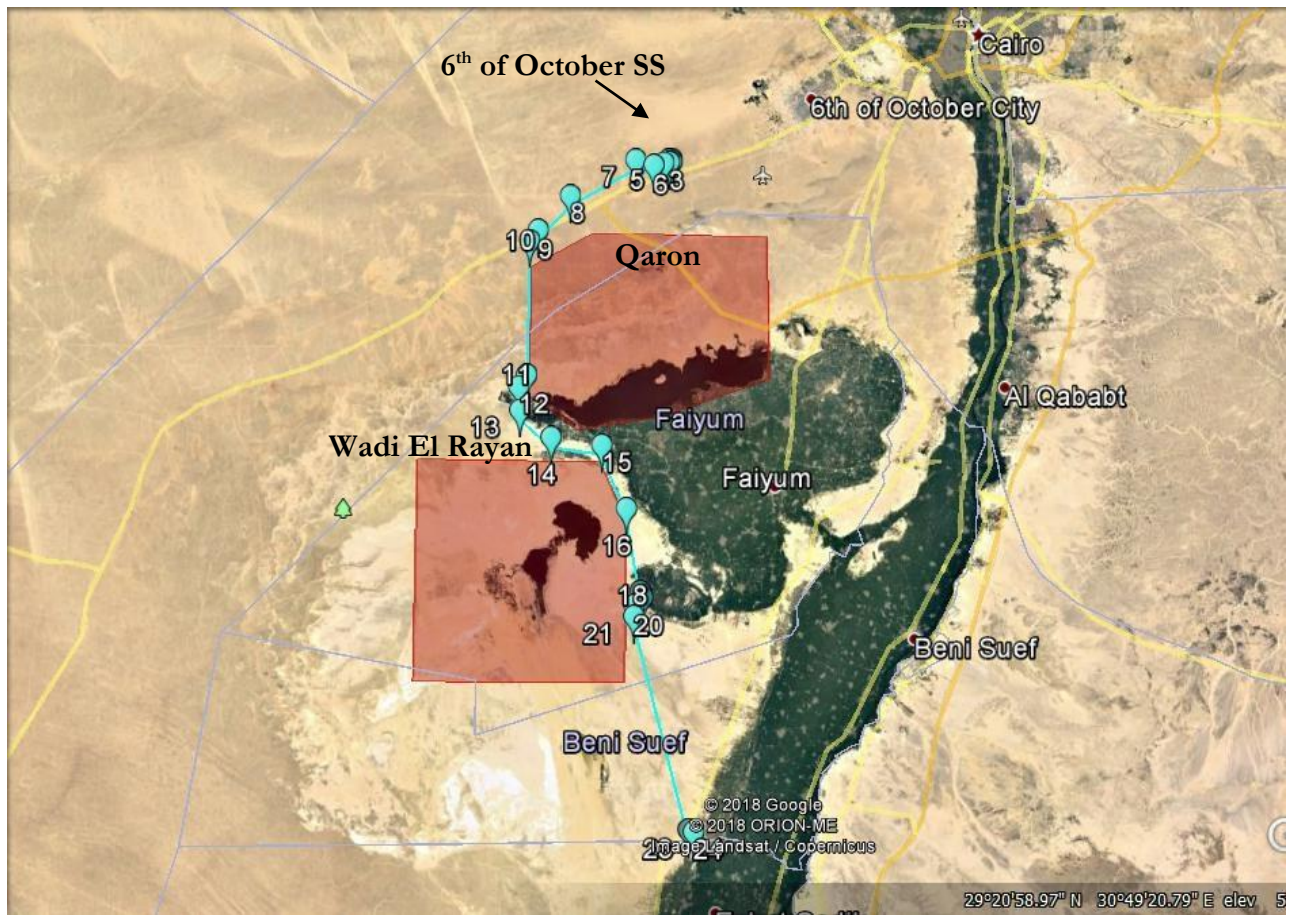 Cairo
6th of October SS
6th of October City
7
5
6
3
8
10
9
Qaron
11
12
Al Qababt
13
Faiyum
Wadi El Rayan
14
15
Faiyum
16
18
21
20
Beni Suef
Beni Suef
© 2018 Google
© 2018 ORION-ME
Image Landsat / Copernicus
29°20'58.97" N 30°49'20.79" E elev 5